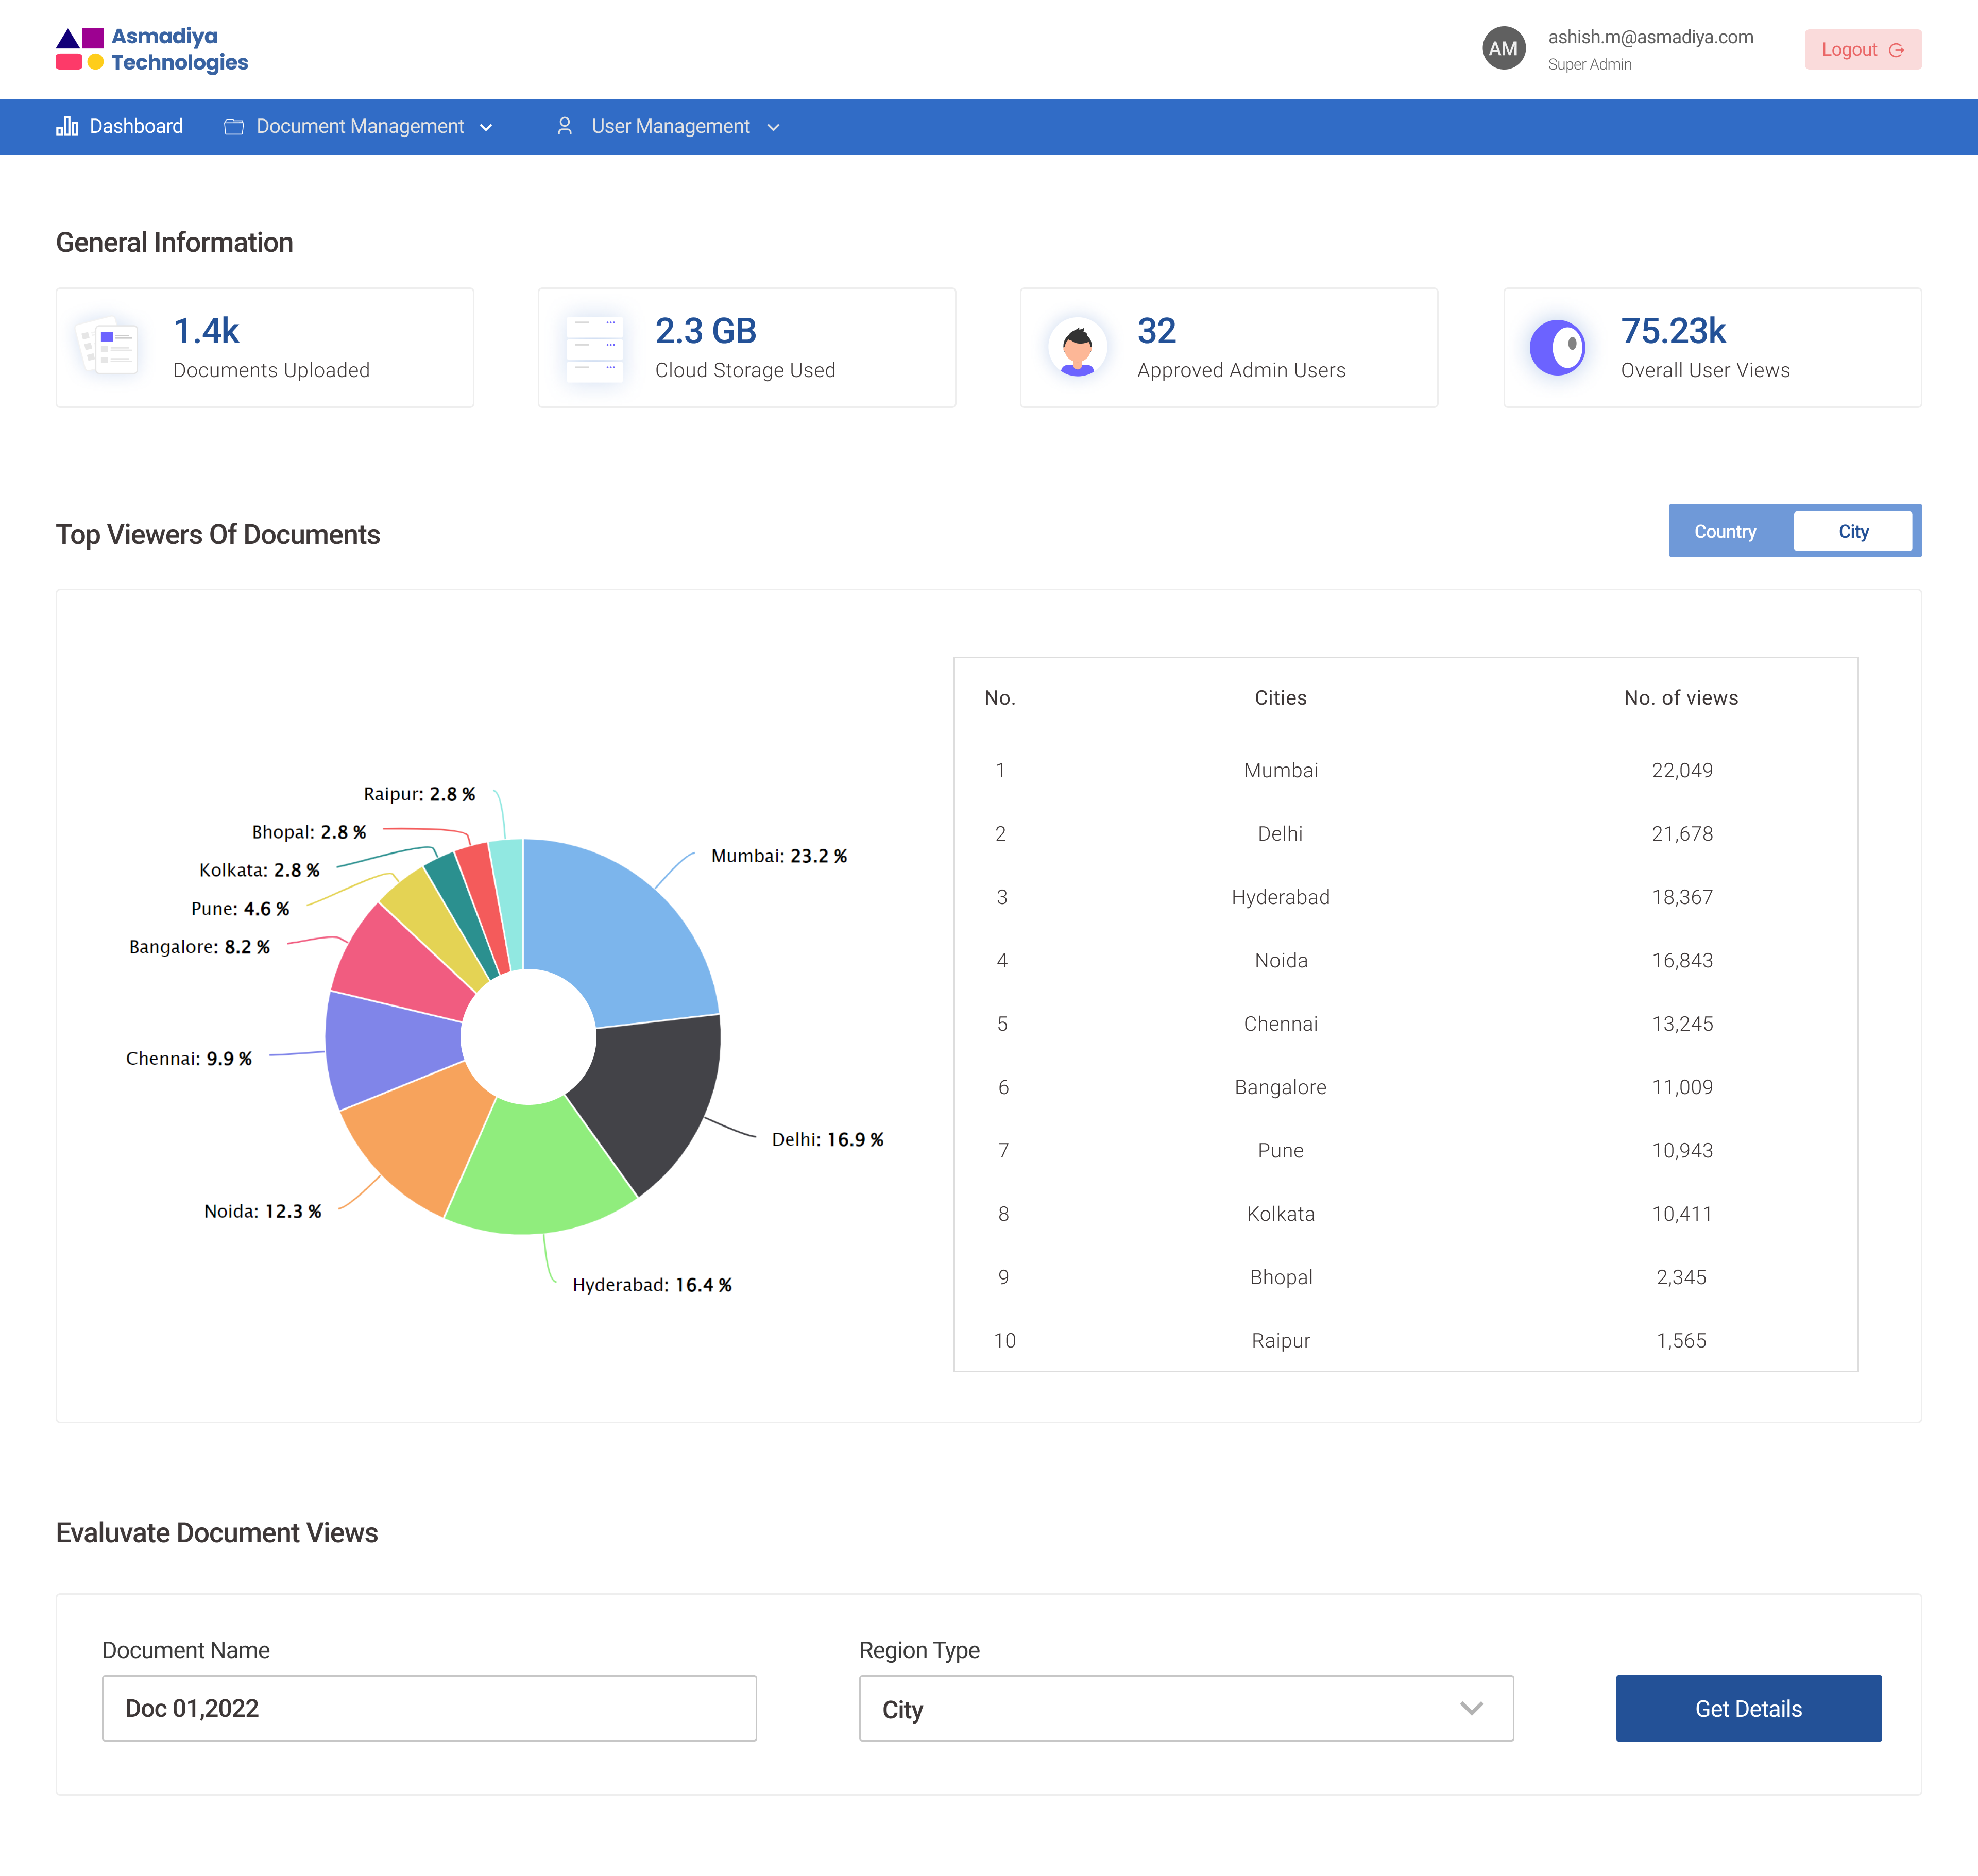 Asmadiya
Technologies
AM
ashish.m@asmadiya.com
Super Admin
Logout
Dashboard
Document Management
User Management
General Information
1.4k
Documents Uploaded
2.3 GB
Cloud Storage Used
32
Approved Admin Users
75.23k
Overall User Views
Top Viewers Of Documents
Country
City
Raipur: 2.8 %
Bhopal: 2.8 %
Kolkata: 2.8 %
Pune: 4.6 %
Bangalore: 8.2 %
Chennai: 9.9 %
Noida: 12.3 %
Hyderabad: 16.4 %
Delhi: 16.9 %
Mumbai: 23.2 %
No. Cities No. of views
1 Mumbai 22,049
2 Delhi 21,678
3 Hyderabad 18,367
4 Noida 16,843
5 Chennai 13,245
6 Bangalore 11,009
7 Pune 10,943
8 Kolkata 10,411
9 Bhopal 2,345
10 Raipur 1,565
Evaluvate Document Views
Document Name
Doc 01,2022
Region Type
City
Get Details